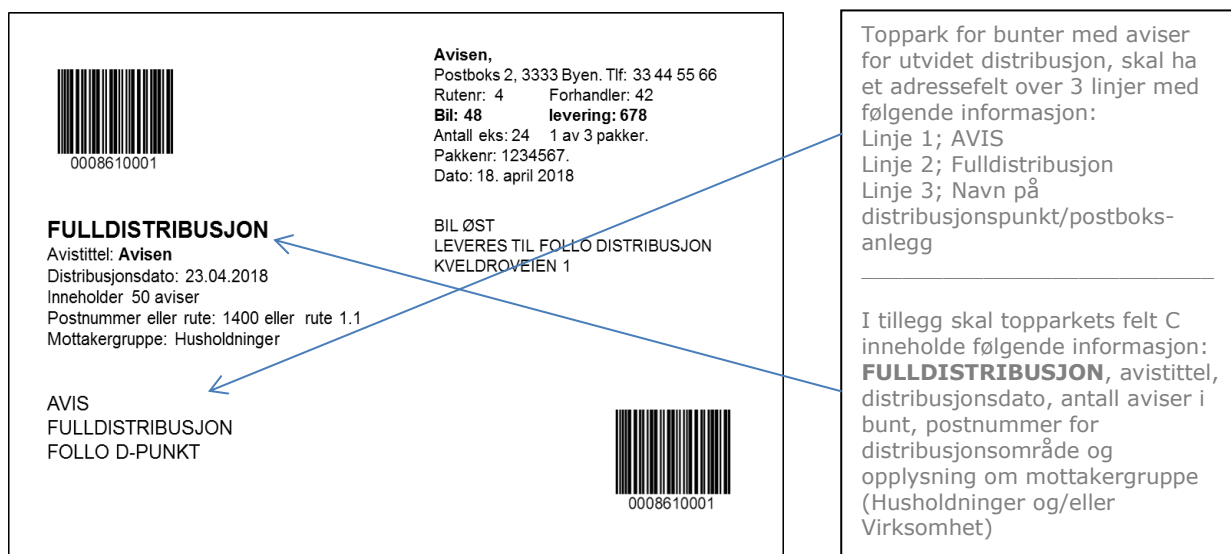 0008610001
Avisen,
Postboks 2, 3333 Byen. Tlf: 33 44 55 66
Rutenr: 4 Forhandler: 42
Bil: 48 levering: 678
Antall eks: 24 1 av 3 pakker.
Pakkenr: 1234567.
Dato: 18. april 2018
FULLDISTRIBUSJON
Avistittel: Avisen
Distribusjonsdato: 23.04.2018
Inneholder 50 aviser
Postnummer eller rute: 1400 eller rute 1.1
Mottakergruppe: Husholdninger
BIL ØST
LEVERES TIL FOLLO DISTRIBUSJON
KVELDROVEIEN 1
AVIS
FULLDISTRIBUSJON
FOLLO D-PUNKT
0008610001
Toppark for bunter med aviser
for utvidet distribusjon, skal ha
et adressefelt over 3 linjer med
følgende informasjon:
Linje 1; AVIS
Linje 2; Fulldistribusjon
Linje 3; Navn på
distribusjonspunkt/postboks-
anlegg
I tillegg skal topparkets felt C
inneholde følgende informasjon:
FULLDISTRIBUSJON, avistittel,
distribusjonsdato, antall aviser i
bunt, postnummer for
distribusjonsområde og
opplysning om mottakergruppe
(Husholdninger og/eller
Virksomhet)